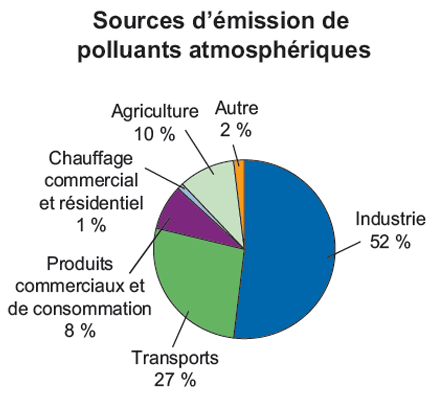 Sources d’émission de
polluants atmosphériques
Agriculture
10 %
Autre
2 %
Chauffage
commercial
et résidentiel
1 %
Industrie
52 %
Produits
commerciaux et
de consommation
8 %
Transports
27 %